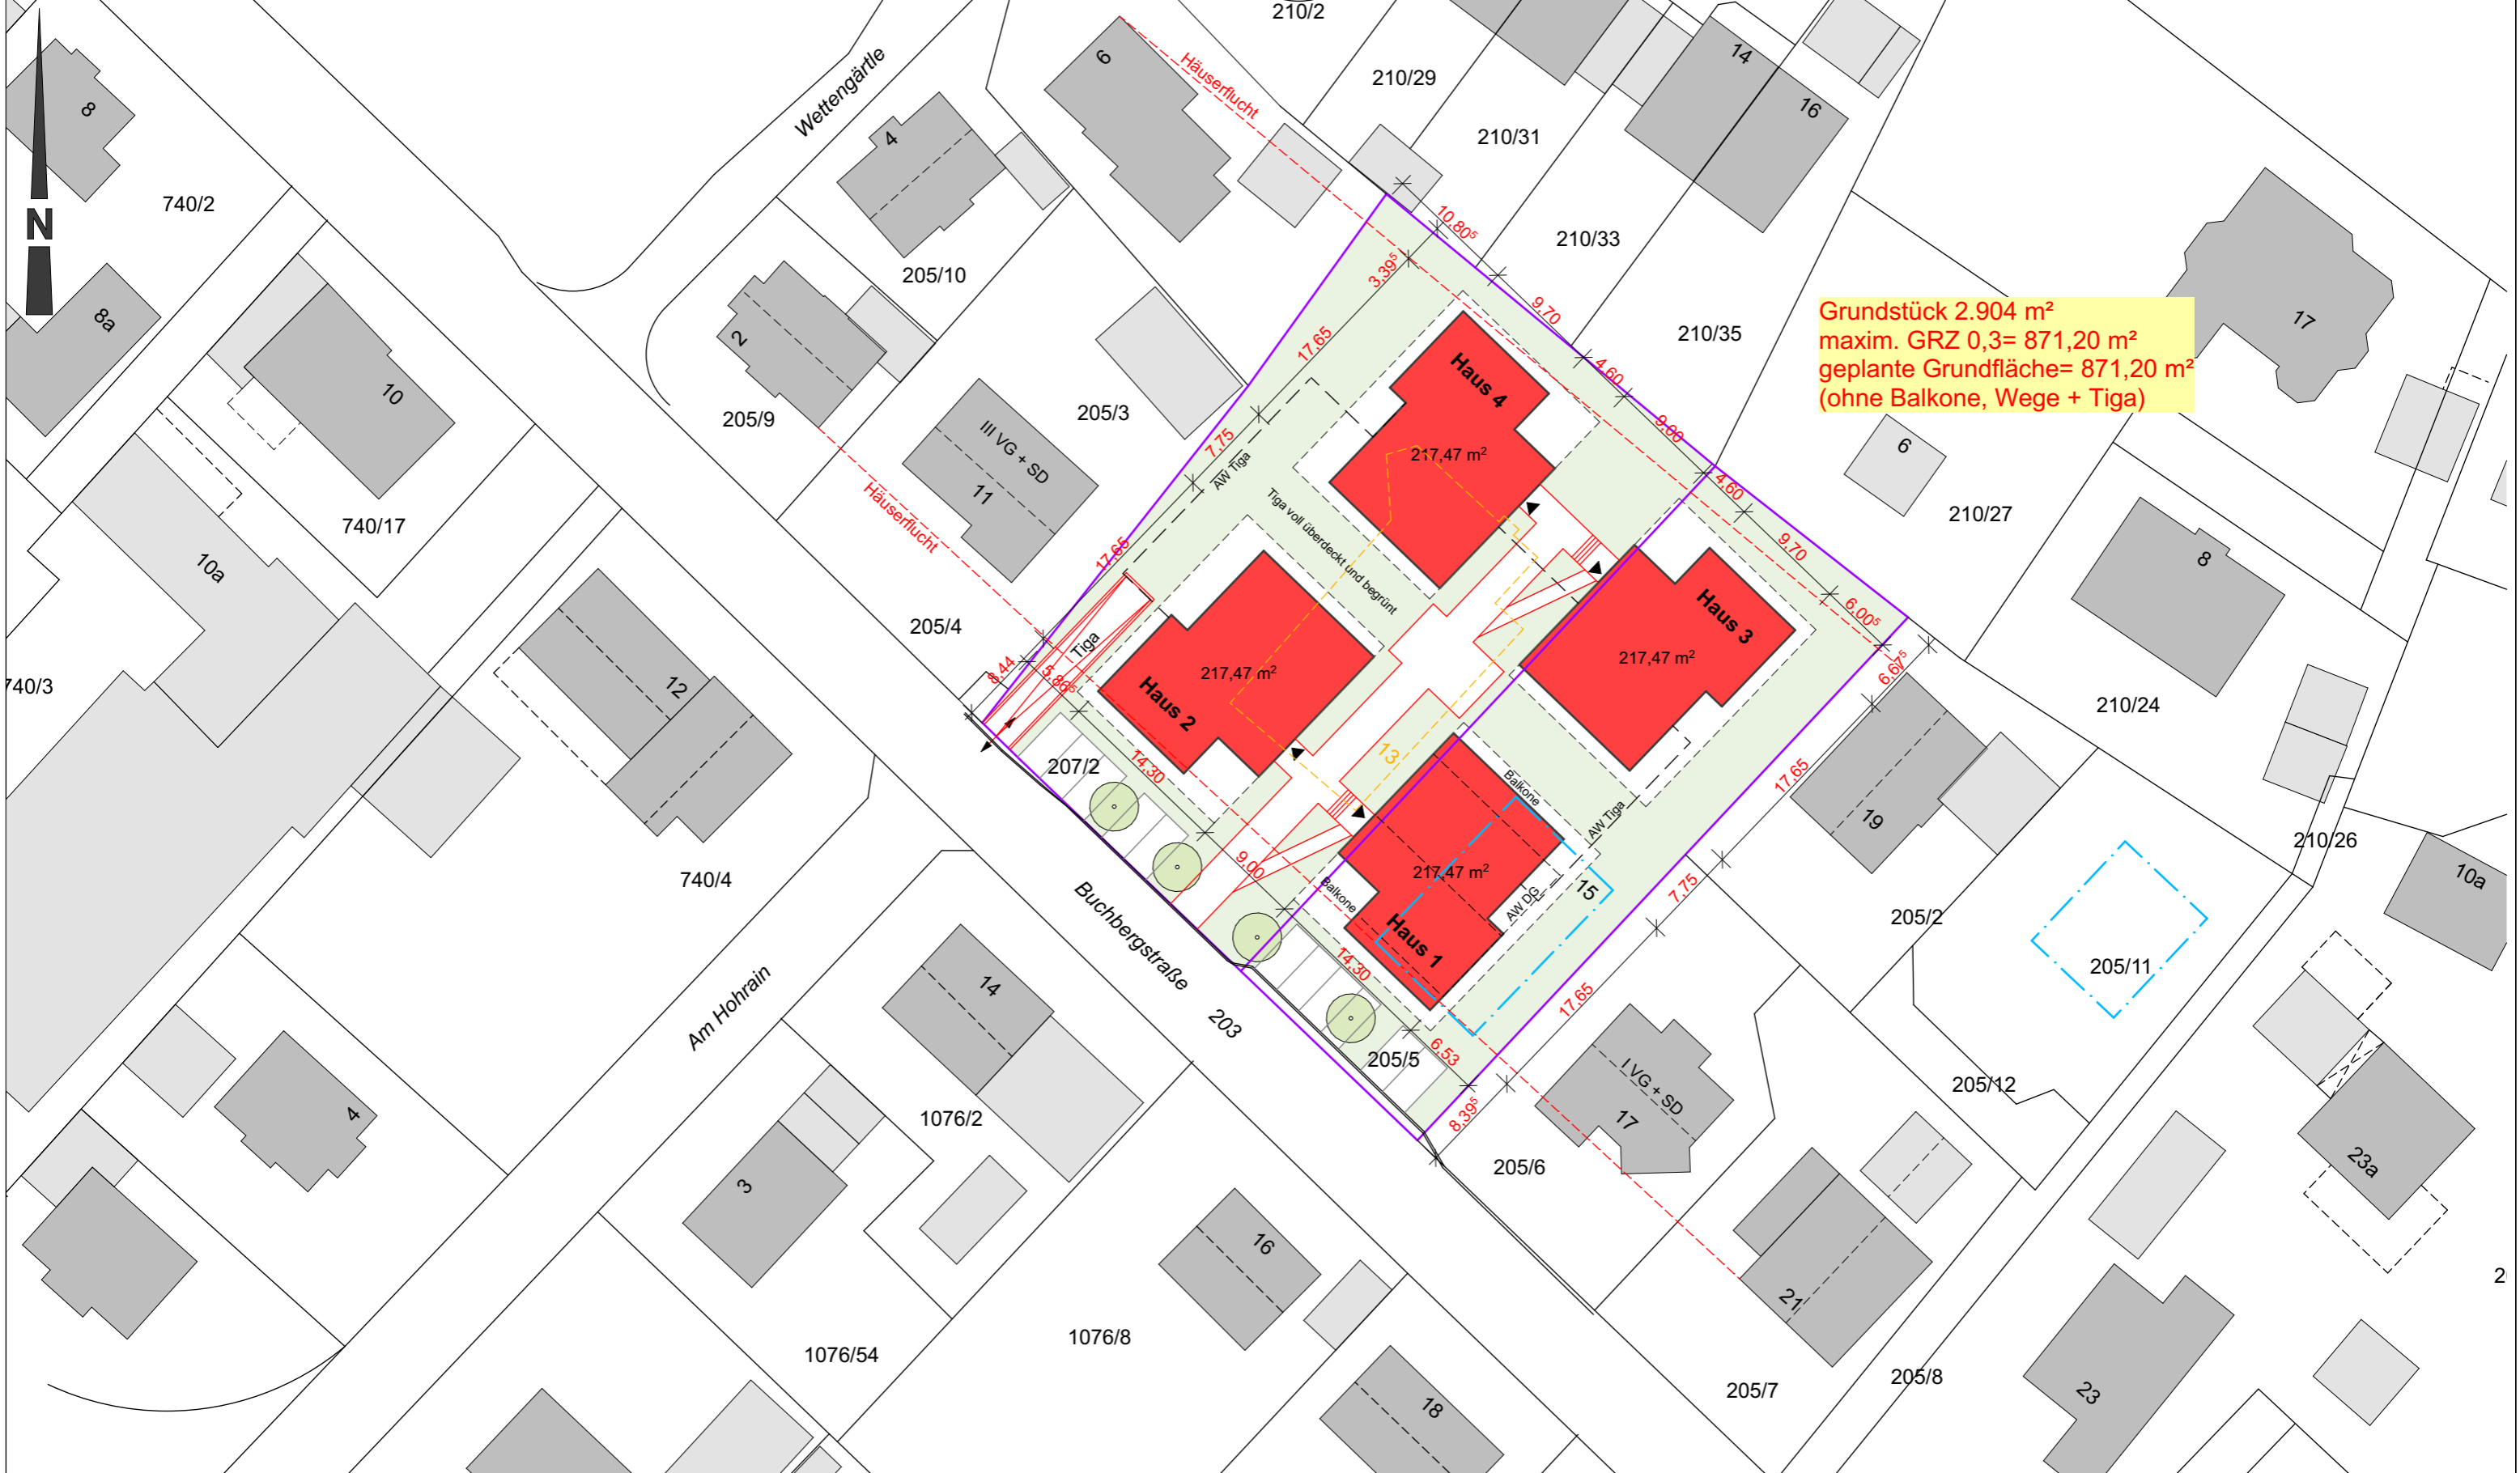 210/2
Wettengärtle
6
Häuserflucht
210/29
14
16
8
4
210/31
740/2
N
10,80⁵
210/33
205/10
3,39⁵
8a
2
9,70
210/35
Grundstück 2.904 m²
maxim. GRZ 0,3= 871,20 m²
geplante Grundfläche= 871,20 m²
(ohne Balkone, Wege + Tiga)
17
17,65
4,60
Haus 4
10
205/9
205/3
III VG + SD
11
7,75
9,00
217,47 m²
6
AW Tiga
4,60
Häuserflucht
Tiga voll überdeckt und begrünt
210/27
740/17
9,70
10a
17,65
8
6,00⁵
Haus 3
205/4
Tiga
217,47 m²
6,67⁵
8,44
5,86⁵
217,47 m²
740/3
12
Haus 2
210/24
13
14,30
207/2
17,65
Balkone
AW Tiga
19
210/26
9,00
217,47 m²
740/4
Balkone
15
7,75
10a
Buchbergstraße
AW DG
205/2
Haus 1
14,30
205/11
14
Am Hohrain
203
17,65
6,53
205/5
I VG + SD
205/12
4
1076/2
8,39⁵
17
205/6
3
23a
16
2
21
1076/8
1076/54
205/7
205/8
23
18